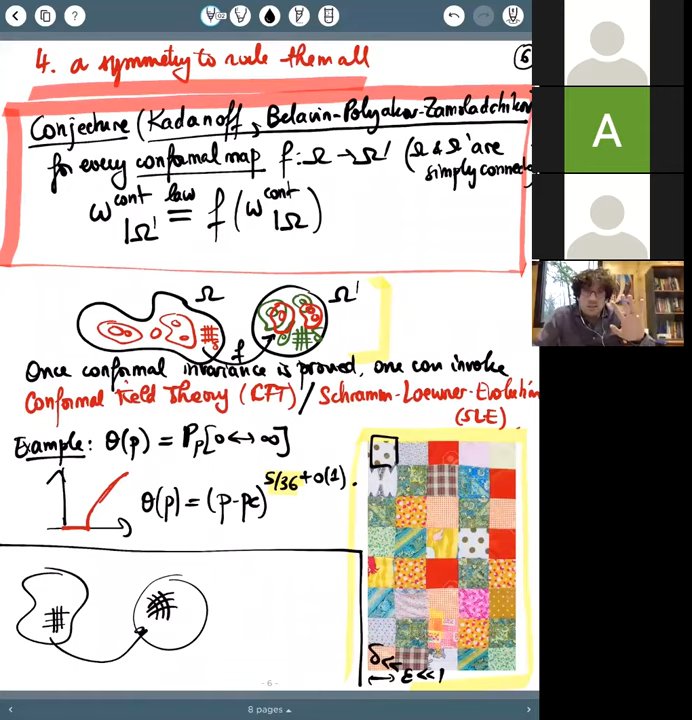 4. a symmetry to rule them all
6
Conjecture (Kadanoff, Belavin-Polyakov-Zamolodchikov
for every conformal map f: Ω → Ω' (Ω & Ω' are
simply connec
ω^cont |Ω' law = f(ω^cont |Ω)
Ω
Ω'
f
Once conformal invariance is proved, one can invoke
Conformal Field Theory (CFT) / Schramm-Loewner-Evolution
(SLE)
Example: θ(p) = P_p[0 ↔ ∞]
θ(p) = (p-pc)^5/36+o(1).
δ <<
ε << 1
A
- 6 -
8 pages